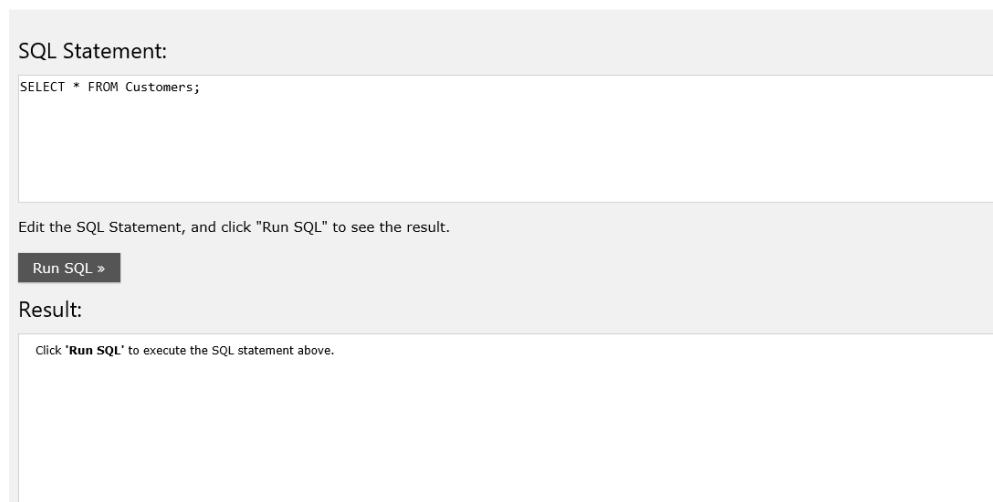 SQL Statement:
SELECT * FROM Customers;
Edit the SQL Statement, and click "Run SQL" to see the result.
Run SQL »
Result:
Click "Run SQL" to execute the SQL statement above.